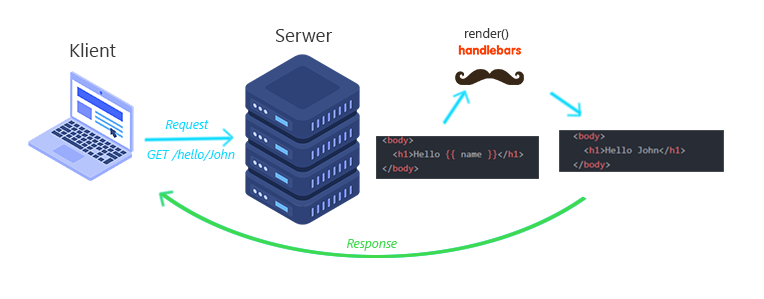 Klient
Serwer
render()
handlebars
Request
GET /hello/John
<body>
<h1>Hello {{ name }}</h1>
</body>
<body>
<h1>Hello John</h1>
</body>
Response